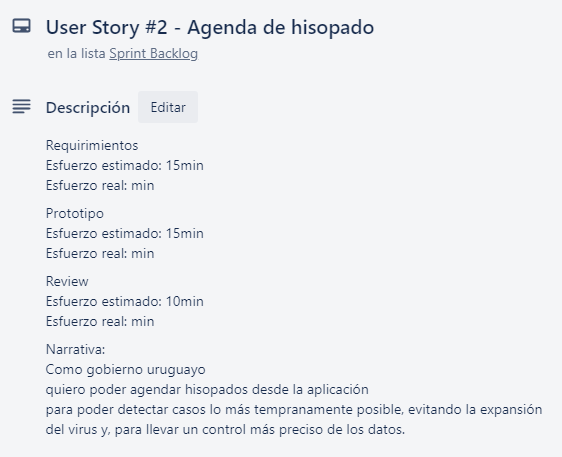 User Story #2 - Agenda de hisopado
en la lista Sprint Backlog
Descripción Editar
Requirimientos
Esfuerzo estimado: 15min
Esfuerzo real: min
Prototipo
Esfuerzo estimado: 15min
Esfuerzo real: min
Review
Esfuerzo estimado: 10min
Esfuerzo real: min
Narrativa:
Como gobierno uruguayo
quiero poder agendar hisopados desde la aplicación
para poder detectar casos lo más tempranamente posible, evitando la expansión
del virus y, para llevar un control más preciso de los datos.